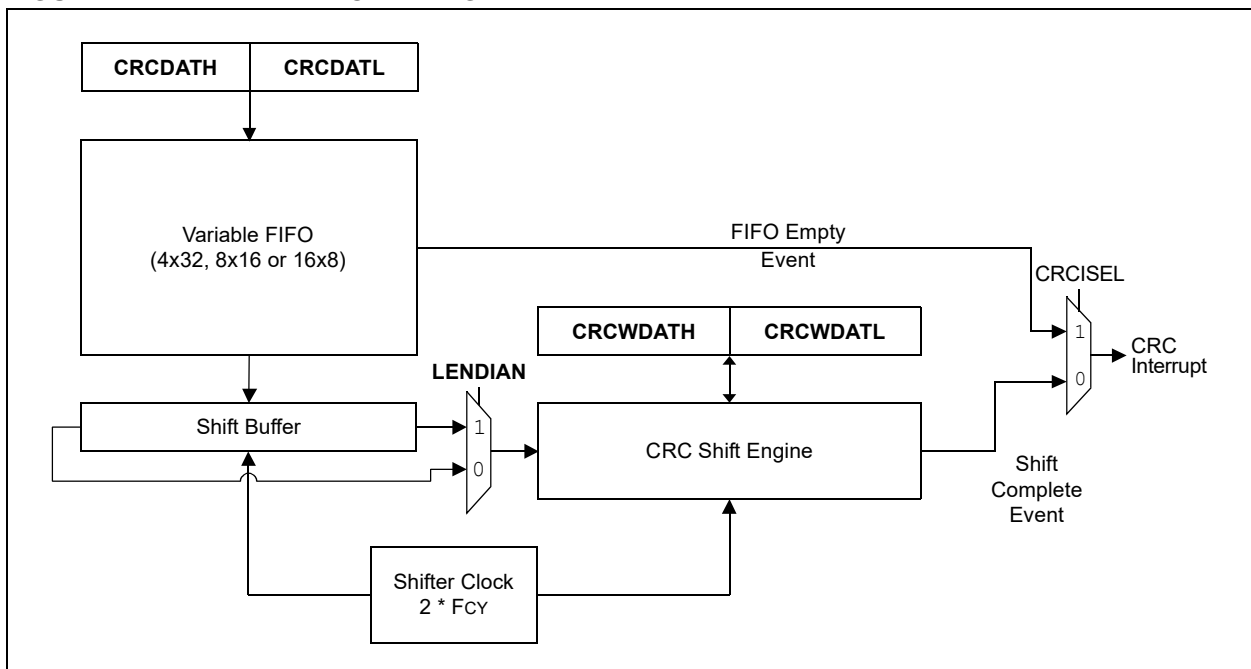 CRCDATH
CRCDATL
Variable FIFO
(4x32, 8x16 or 16x8)
FIFO Empty
Event
CRCISEL
CRCWDATH
CRCWDATL
1
0
CRC
Interrupt
LENDIAN
Shift Buffer
1
0
CRC Shift Engine
Shift
Complete
Event
Shifter Clock
2 * FCY